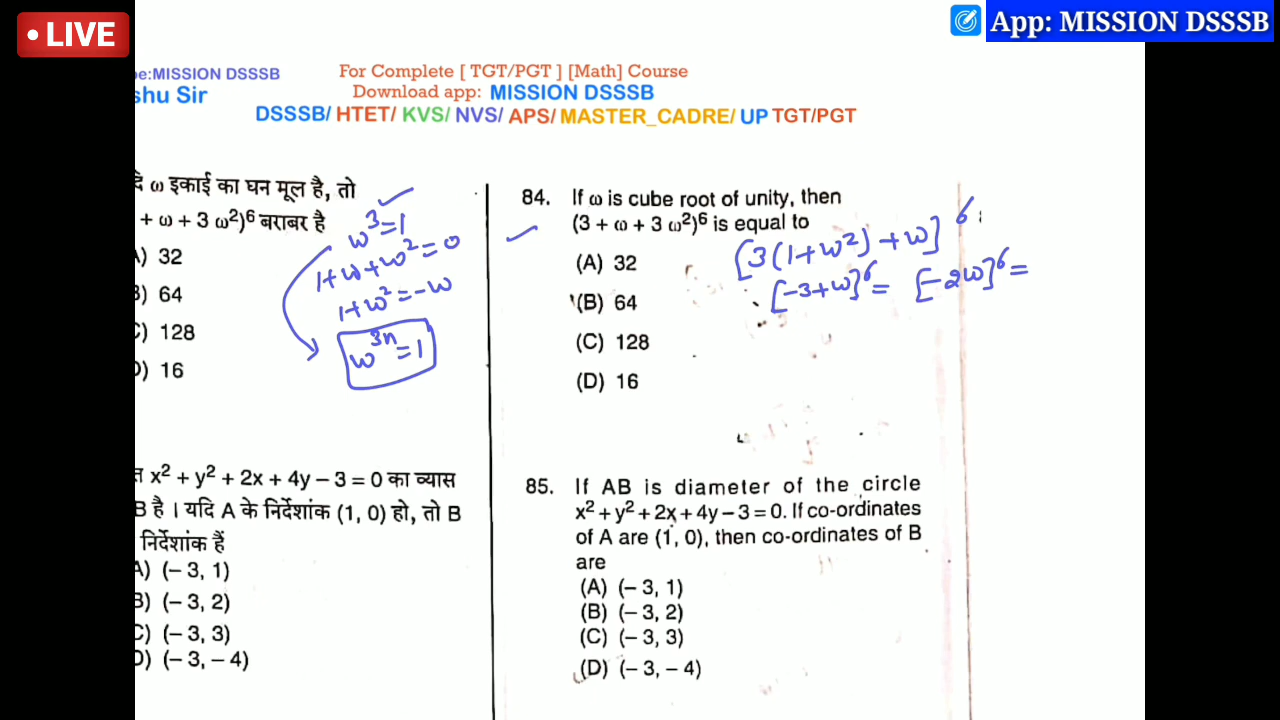 • LIVE
App: MISSION DSSSB
e:MISSION DSSSB
shu Sir
For Complete [ TGT/PGT ] [Math] Course
Download app: MISSION DSSSB
DSSSB/ HTET/ KVS/ NVS/ APS/ MASTER_CADRE/ UP TGT/PGT
ω इकाई का घन मूल है, तो
+ ω + 3 ω²)⁶ बराबर है
) 32
) 64
) 128
) 16
ω³=1
1+ω+ω²=0
1+ω²=-ω
ω³ⁿ=1
84. If ω is cube root of unity, then
(3 + ω + 3 ω²)⁶ is equal to
(A) 32
(B) 64
(C) 128
(D) 16
[3(1+ω²)+ω]⁶
[-3+ω]⁶= [-2ω]⁶=
x² + y² + 2x + 4y – 3 = 0 का व्यास
B है । यदि A के निर्देशांक (1, 0) हो, तो B
निर्देशांक हैं
) (– 3, 1)
) (– 3, 2)
) (– 3, 3)
) (– 3, – 4)
85. If AB is diameter of the circle
x² + y² + 2x + 4y – 3 = 0. If co-ordinates
of A are (1, 0), then co-ordinates of B
are
(A) (– 3, 1)
(B) (– 3, 2)
(C) (– 3, 3)
(D) (– 3, – 4)